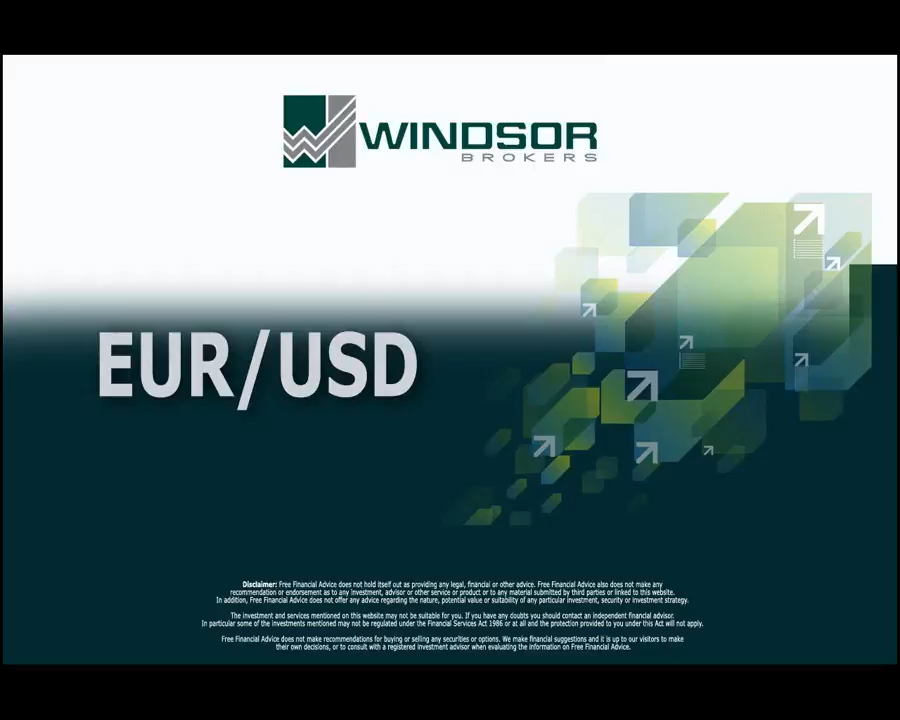 WINDSOR
BROKERS
EUR/USD
Disclaimer: Free Financial Advice does not hold itself out as providing any legal, financial or other advice. Free Financial Advice also does not make any
recommendation or endorsement as to any investment, advisor or other service or product or to any material submitted by third parties or linked to this website.
In addition, Free Financial Advice does not offer any advice regarding the nature, potential value or suitability of any particular investment, security or investment strategy.
The investment and services mentioned on this website may not be suitable for you. If you have any doubts you should contact an independent financial advisor.
In particular some of the investments mentioned may not be regulated under the Financial Services Act 1986 or at all and the protection provided to you under this Act will not apply.
Free Financial Advice does not make recommendations for buying or selling any securities or options. We make financial suggestions and it is up to our visitors to make
their own decisions, or to consult with a registered investment advisor when evaluating the information on Free Financial Advice.